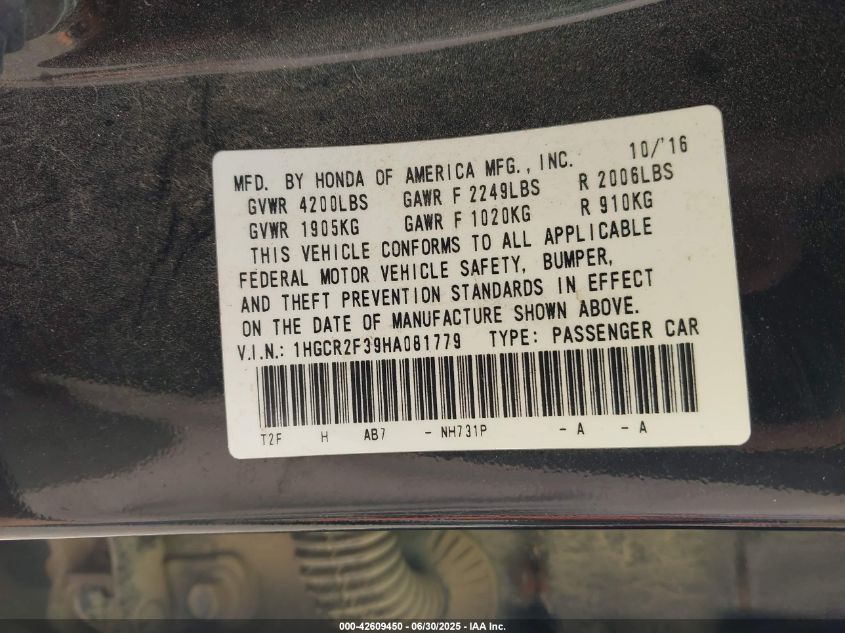 MFD. BY HONDA OF AMERICA MFG., INC. 10/'16
GVWR 4200LBS GAWR F 2249LBS R 2006LBS
GVWR 1905KG GAWR F 1020KG R 910KG
THIS VEHICLE CONFORMS TO ALL APPLICABLE
FEDERAL MOTOR VEHICLE SAFETY, BUMPER,
AND THEFT PREVENTION STANDARDS IN EFFECT
ON THE DATE OF MANUFACTURE SHOWN ABOVE.
V.I.N.: 1HGCR2F39HA081779 TYPE: PASSENGER CAR
T2F H AB7 - NH731P - A - A
000-42609450 - 06/30/2025 - IAA Inc.